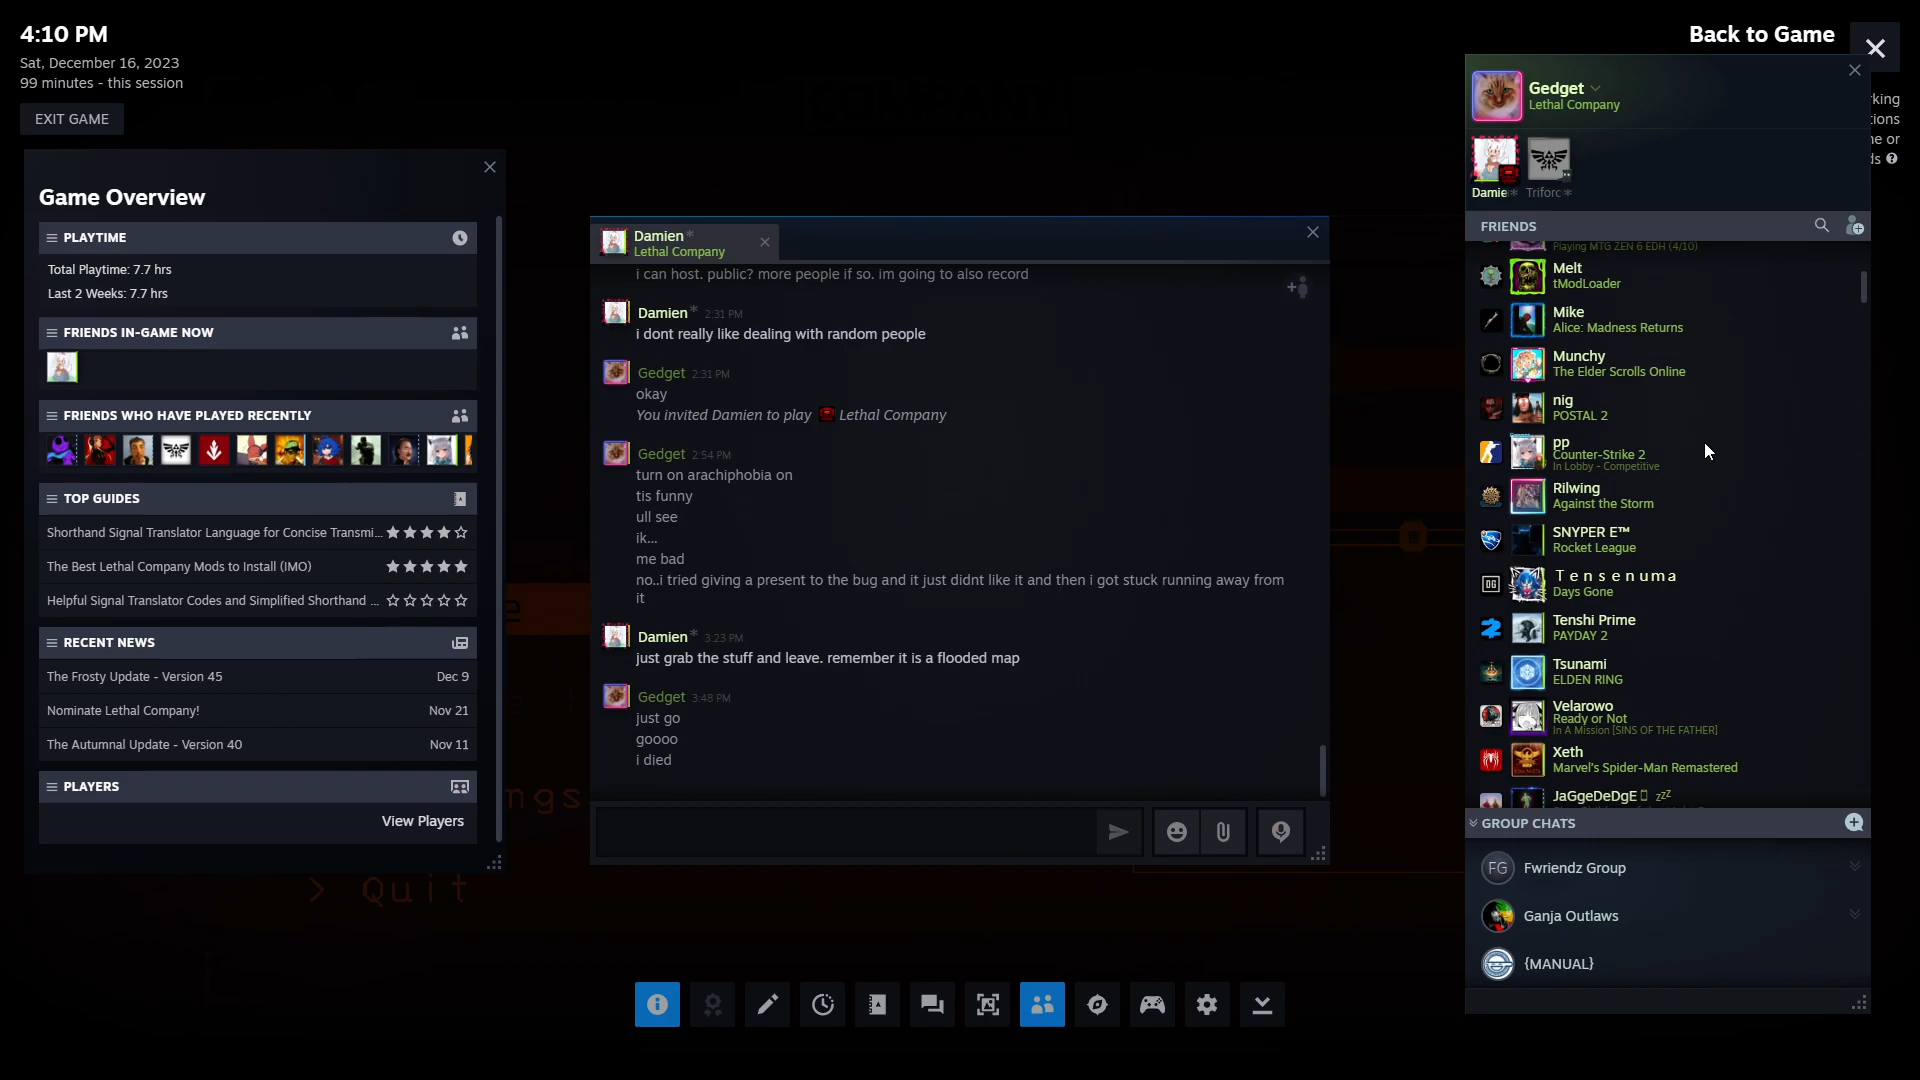 4:10 PM
Sat, December 16, 2023
99 minutes - this session
EXIT GAME
Back to Game
Game Overview
PLAYTIME
Total Playtime: 7.7 hrs
Last 2 Weeks: 7.7 hrs
FRIENDS IN-GAME NOW
FRIENDS WHO HAVE PLAYED RECENTLY
TOP GUIDES
Shorthand Signal Translator Language for Concise Transmi...
The Best Lethal Company Mods to Install (IMO)
Helpful Signal Translator Codes and Simplified Shorthand ...
RECENT NEWS
The Frosty Update - Version 45 Dec 9
Nominate Lethal Company! Nov 21
The Autumnal Update - Version 40 Nov 11
PLAYERS
View Players
> Quit
Damien *
Lethal Company
i can host. public? more people if so. im going to also record
Damien * 2:31 PM
i dont really like dealing with random people
Gedget 2:31 PM
okay
You invited Damien to play Lethal Company
Gedget 2:54 PM
turn on arachiphobia on
tis funny
ull see
ik...
me bad
no..i tried giving a present to the bug and it just didnt like it and then i got stuck running away from
it
Damien * 3:23 PM
just grab the stuff and leave. remember it is a flooded map
Gedget 3:48 PM
just go
goooo
i died
Gedget
Lethal Company
Damie * Triforc *
FRIENDS
Playing MTG ZEN 6 EDH (4/10)
Melt
tModLoader
Mike
Alice: Madness Returns
Munchy
The Elder Scrolls Online
nig
POSTAL 2
pp
Counter-Strike 2
In Lobby - Competitive
Rilwing
Against the Storm
SNYPER E™
Rocket League
DG
T e n s e n u m a
Days Gone
Tenshi Prime
PAYDAY 2
Tsunami
ELDEN RING
Velarowo
Ready or Not
In A Mission [SINS OF THE FATHER]
Xeth
Marvel's Spider-Man Remastered
JaGgeDeDgE zzZ
GROUP CHATS
FG Fwriendz Group
Ganja Outlaws
{MANUAL}